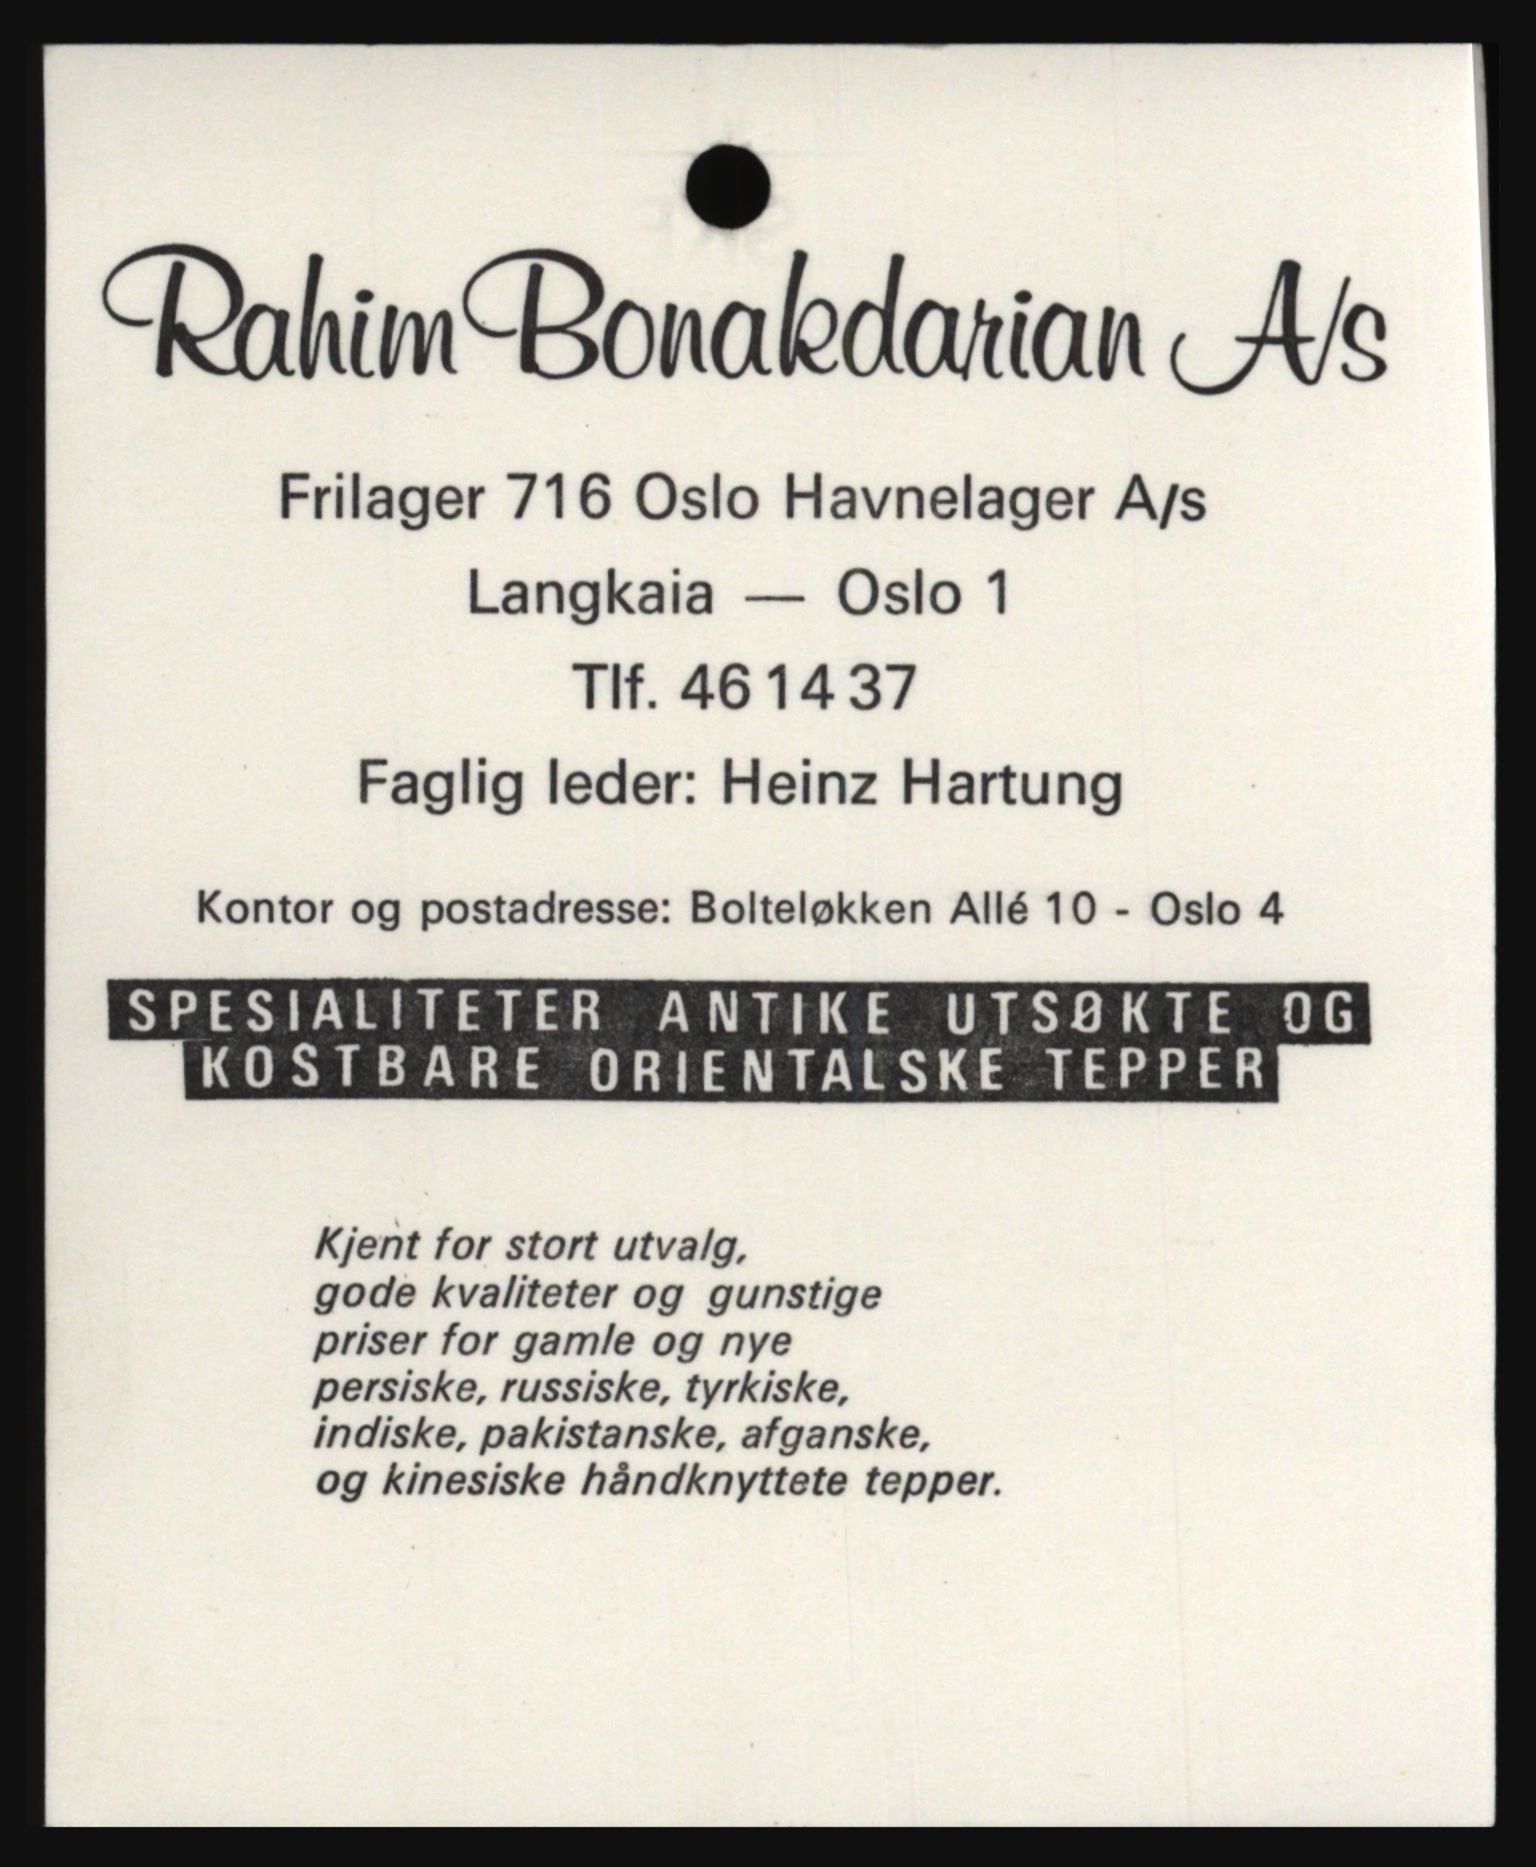 Rahim Bonakdarian A/s
Frilager 716 Oslo Havnelager A/s
Langkaia — Oslo 1
Tlf. 46 14 37
Faglig leder: Heinz Hartung
Kontor og postadresse: Bolteløkken Allé 10 - Oslo 4
SPESIALITETER ANTIKE UTSØKTE OG
KOSTBARE ORIENTALSKE TEPPER
Kjent for stort utvalg,
gode kvaliteter og gunstige
priser for gamle og nye
persiske, russiske, tyrkiske,
indiske, pakistanske, afganske,
og kinesiske håndknyttete tepper.